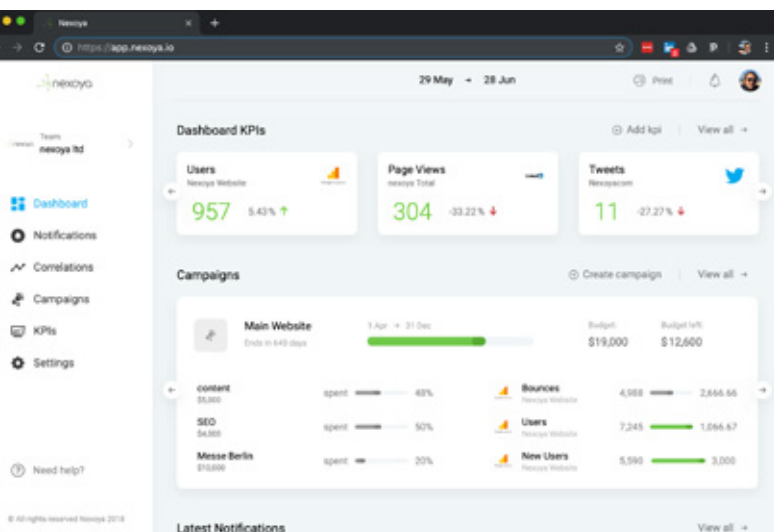 Nexoya
https://app.nexoya.io
nexoya
29 May → 28 Jun
Print
Team
nexoya ltd
Dashboard
Notifications
Correlations
Campaigns
KPIs
Settings
Need help?
© All rights reserved Nexoya 2018
Dashboard KPIs
Add kpi
View all →
Users
Nexoya Website
957 5.43% ↑
Page Views
nexoya Total
304 -33.22% ↓
Tweets
Nexoyacom
11 -27.27% ↓
Campaigns
Create campaign
View all →
Main Website
Ends in 640 days
1 Apr → 31 Dec
Budget:
$19,000
Budget left:
$12,600
content
$5,000
spent 48%
Bounces
Nexoya Website
4,988 2,666.66
SEO
$4,000
spent 50%
Users
Nexoya Website
7,245 1,066.67
Messe Berlin
$10,000
spent 20%
New Users
Nexoya Website
5,590 3,000
Latest Notifications
View all →